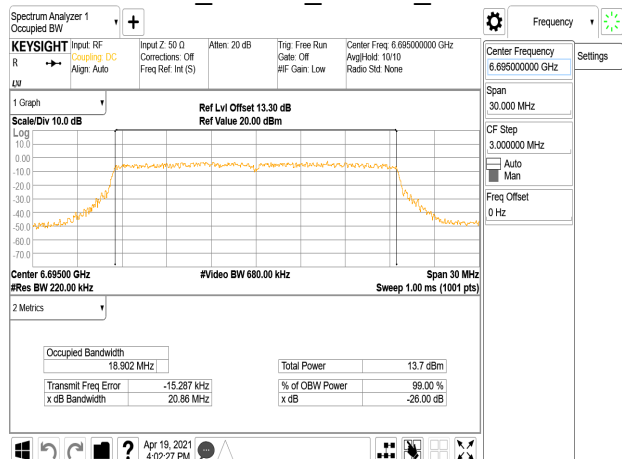 Spectrum Analyzer 1
Occupied BW
Frequency
KEYSIGHT
R
Input: RF
Coupling: DC
Align: Auto
Input Z: 50 Ω
Corrections: Off
Freq Ref: Int (S)
Atten: 20 dB
Trig: Free Run
Gate: Off
#IF Gain: Low
Center Freq: 6.695000000 GHz
Avg|Hold: 10/10
Radio Std: None
1 Graph
Scale/Div 10.0 dB
Ref Lvl Offset 13.30 dB
Ref Value 20.00 dBm
Log
10.0
0.00
-10.0
-20.0
-30.0
-40.0
-50.0
-60.0
-70.0
Center 6.69500 GHz
#Video BW 680.00 kHz
Span 30 MHz
#Res BW 220.00 kHz
Sweep 1.00 ms (1001 pts)
2 Metrics
Occupied Bandwidth
18.902 MHz
Total Power 13.7 dBm
Transmit Freq Error -15.287 kHz
% of OBW Power 99.00 %
x dB Bandwidth 20.86 MHz
x dB -26.00 dB
Apr 19, 2021
4:02:27 PM
Center Frequency
6.695000000 GHz
Settings
Span
30.000 MHz
CF Step
3.000000 MHz
Auto
Man
Freq Offset
0 Hz